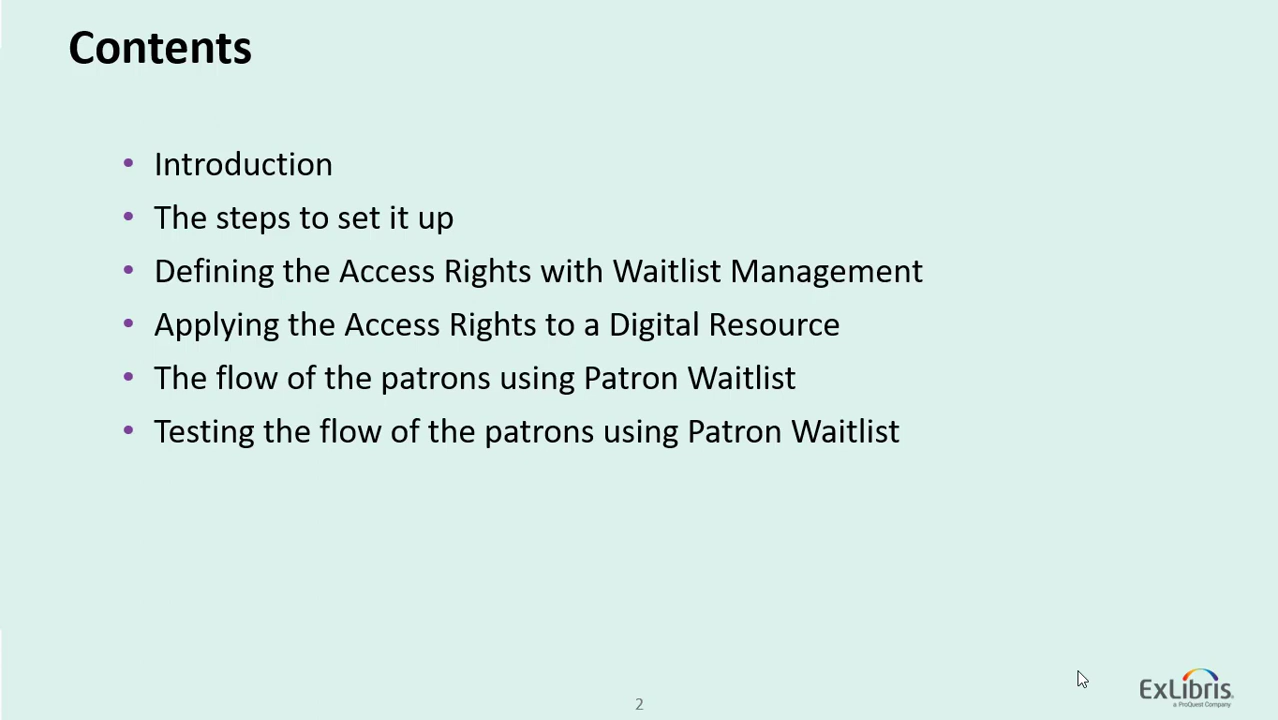 Contents
• Introduction
• The steps to set it up
• Defining the Access Rights with Waitlist Management
• Applying the Access Rights to a Digital Resource
• The flow of the patrons using Patron Waitlist
• Testing the flow of the patrons using Patron Waitlist
2
ExLibris
a ProQuest Company